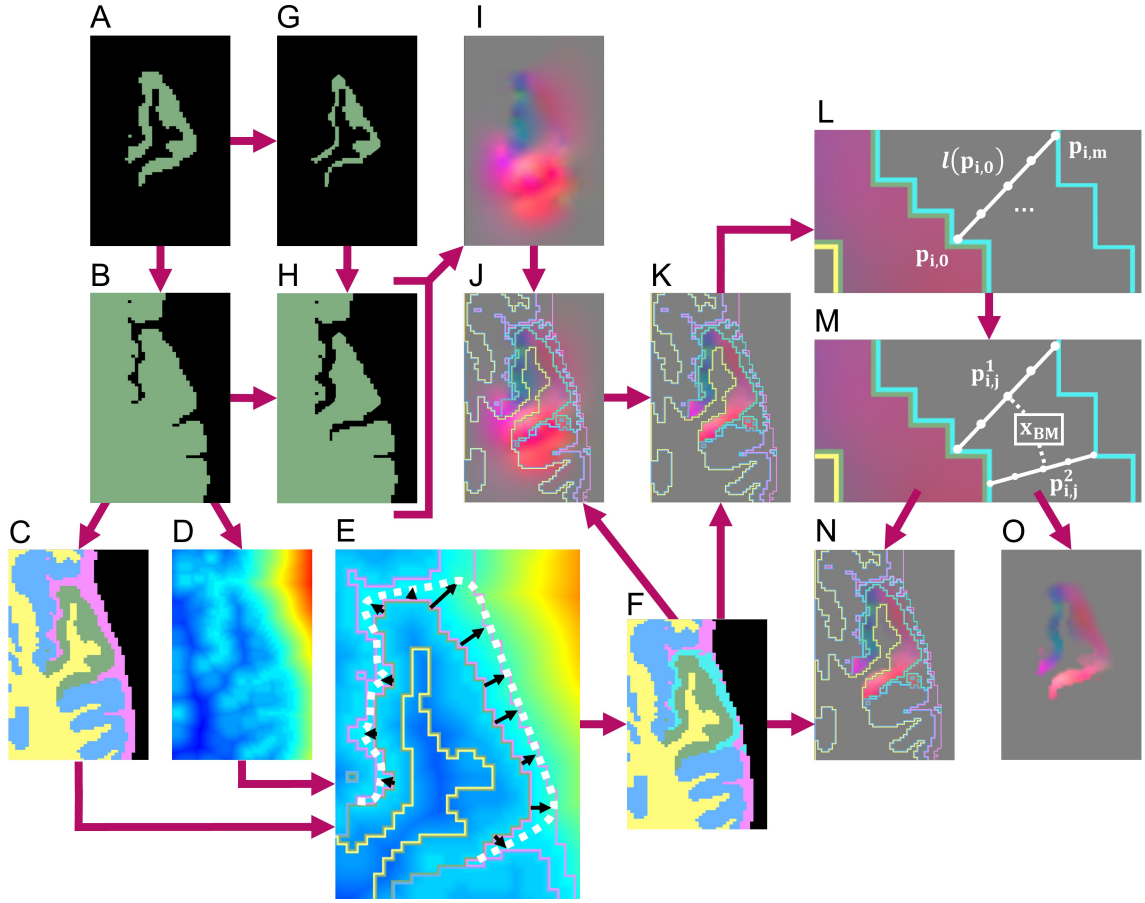 A
G
I
L
l(p_{i,0})
p_{i,m}
...
p_{i,0}
B
H
J
K
M
p^1_{i,j}
x_{BM}
p^2_{i,j}
C
D
E
F
N
O